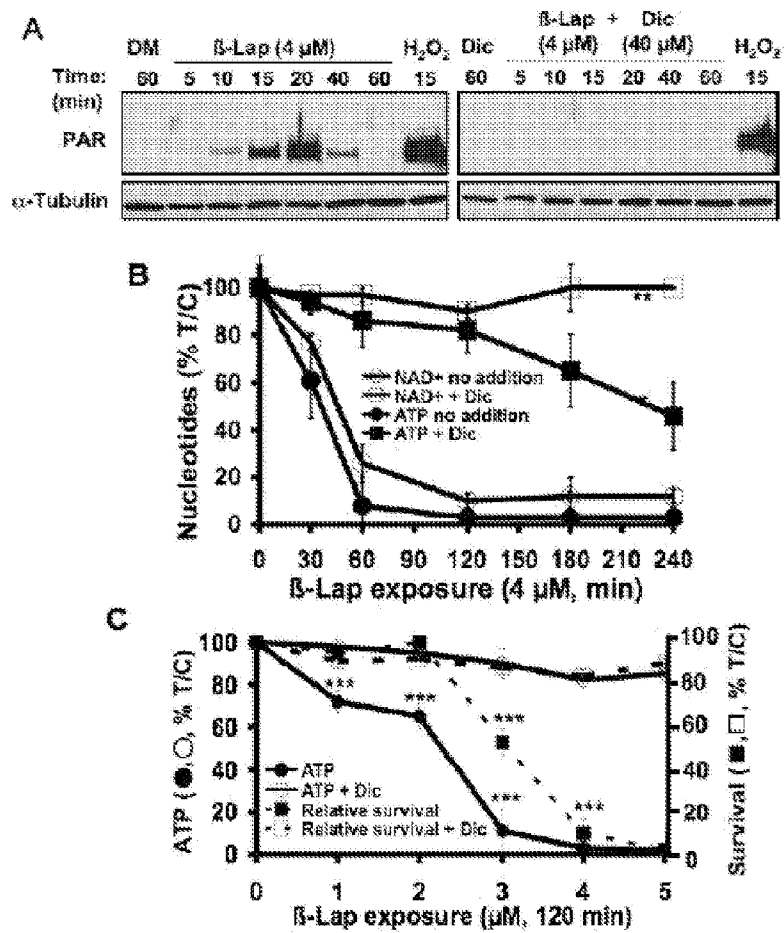 A
DM ß-Lap (4 µM) H₂O₂ Dic ß-Lap + Dic H₂O₂
(4 µM) (40 µM)
Time: 60 5 10 15 20 40 60 15 60 5 10 15 20 40 60 15
(min)
PAR
α-Tubulin
B
Nucleotides (% T/C)
100
80
60
40
20
0
**
NAD+ no addition
NAD+ + Dic
ATP no addition
ATP + Dic
0 30 60 90 120 150 180 210 240
ß-Lap exposure (4 µM, min)
C
ATP (●,○, % T/C)
100
80
60
40
20
0
*** *** *** *** ***
ATP
ATP + Dic
Relative survival
Relative survival + Dic
100
80
60
40
20
0
Survival (■,□, % T/C)
0 1 2 3 4 5
ß-Lap exposure (µM, 120 min)